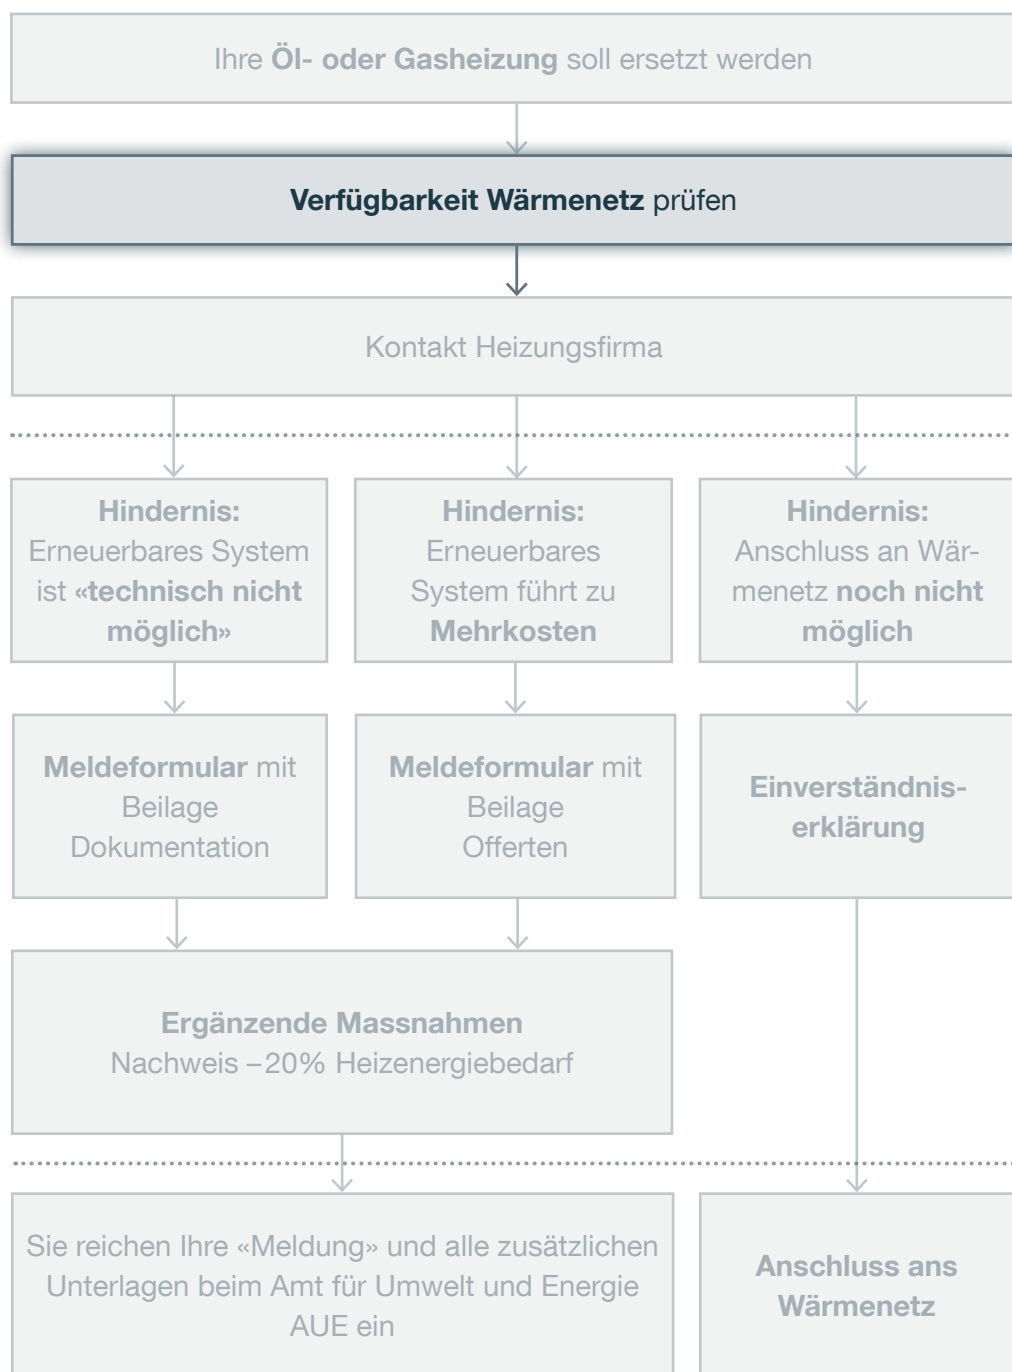 Ihre Öl- oder Gasheizung soll ersetzt werden
Verfügbarkeit Wärmenetz prüfen
Kontakt Heizungsfirma
Hindernis:
Erneuerbares System
ist «technisch nicht
möglich»
Hindernis:
Erneuerbares
System führt zu
Mehrkosten
Hindernis:
Anschluss an Wär-
menetz noch nicht
möglich
Meldeformular mit
Beilage
Dokumentation
Meldeformular mit
Beilage
Offerten
Einverständnis-
erklärung
Ergänzende Massnahmen
Nachweis –20% Heizenergiebedarf
Sie reichen Ihre «Meldung» und alle zusätzlichen
Unterlagen beim Amt für Umwelt und Energie
AUE ein
Anschluss ans
Wärmenetz